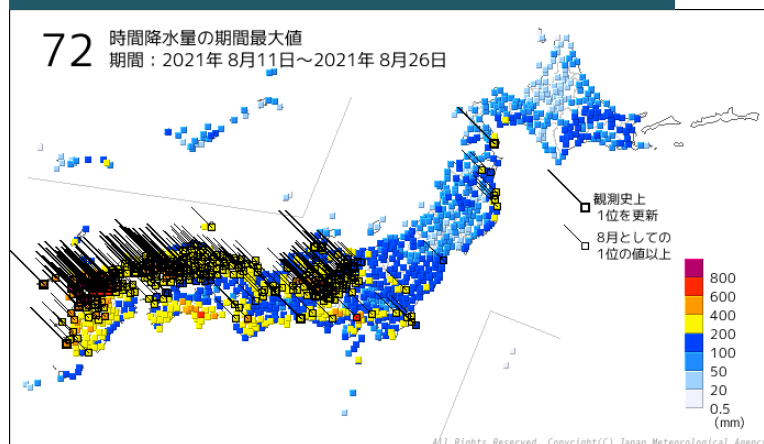 72 時間降水量の期間最大値
期間：2021年 8月11日～2021年 8月26日
観測史上
1位を更新
8月としての
1位の値以上
800
600
400
200
100
50
20
0.5
(mm)
All Rights Reserved. Copyright(C) Japan Meteorological Agency